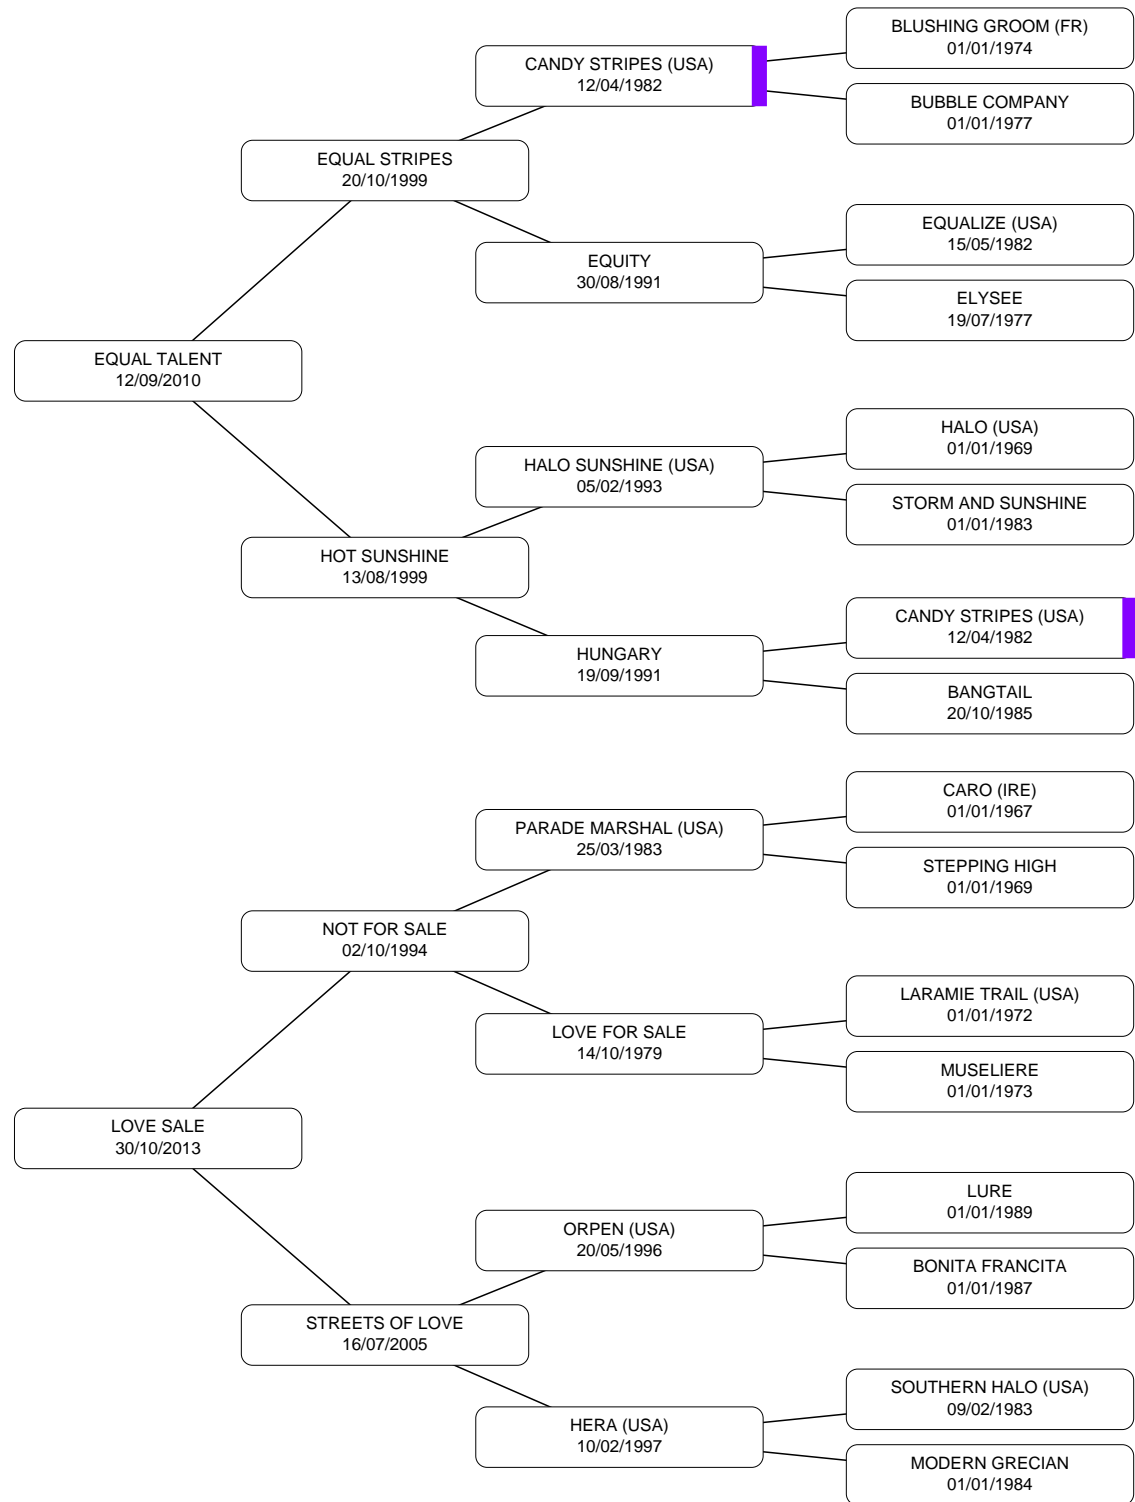 BLUSHING GROOM (FR)
01/01/1974
CANDY STRIPES (USA)
12/04/1982
BUBBLE COMPANY
01/01/1977
EQUAL STRIPES
20/10/1999
EQUALIZE (USA)
15/05/1982
EQUITY
30/08/1991
ELYSEE
19/07/1977
EQUAL TALENT
12/09/2010
HALO (USA)
01/01/1969
HALO SUNSHINE (USA)
05/02/1993
STORM AND SUNSHINE
01/01/1983
HOT SUNSHINE
13/08/1999
CANDY STRIPES (USA)
12/04/1982
HUNGARY
19/09/1991
BANGTAIL
20/10/1985
CARO (IRE)
01/01/1967
PARADE MARSHAL (USA)
25/03/1983
STEPPING HIGH
01/01/1969
NOT FOR SALE
02/10/1994
LARAMIE TRAIL (USA)
01/01/1972
LOVE FOR SALE
14/10/1979
MUSELIERE
01/01/1973
LOVE SALE
30/10/2013
LURE
01/01/1989
ORPEN (USA)
20/05/1996
BONITA FRANCITA
01/01/1987
STREETS OF LOVE
16/07/2005
SOUTHERN HALO (USA)
09/02/1983
HERA (USA)
10/02/1997
MODERN GRECIAN
01/01/1984